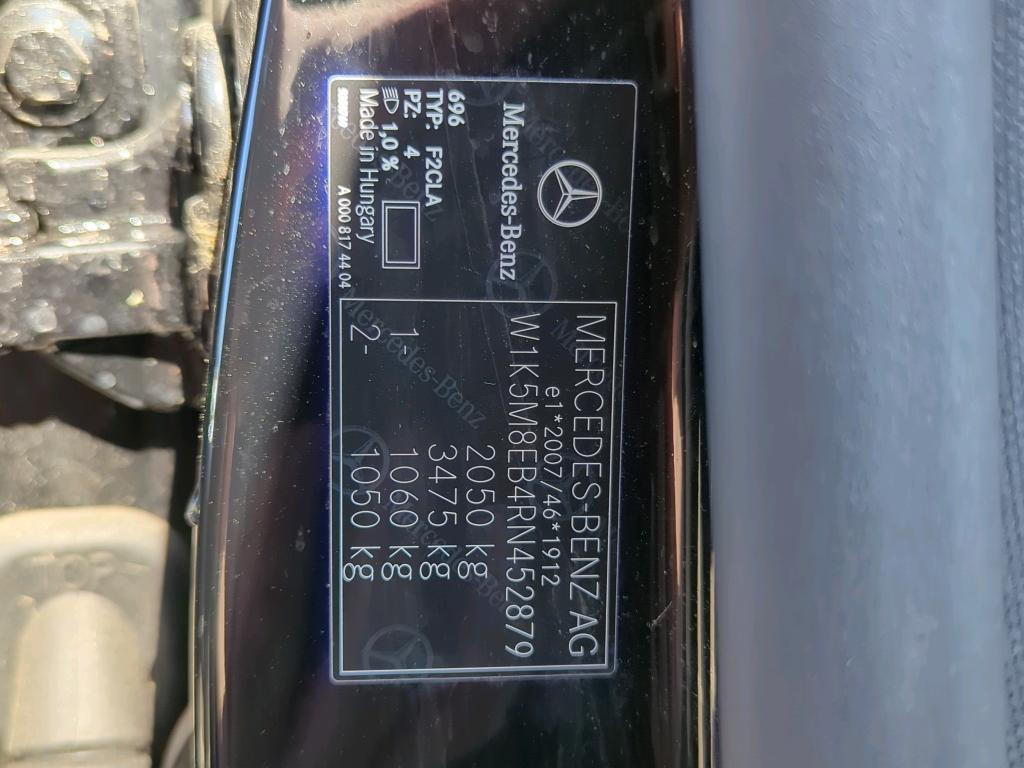 Mercedes-Benz
696
TYP: F2CLA
PZ: 4
1,0 %
Made in Hungary
A 000 817 44 04
MERCEDES-BENZ AG
e1*2007/46*1912
W1K5M8EB4RN452879
2050 kg
3475 kg
1- 1060 kg
2- 1050 kg